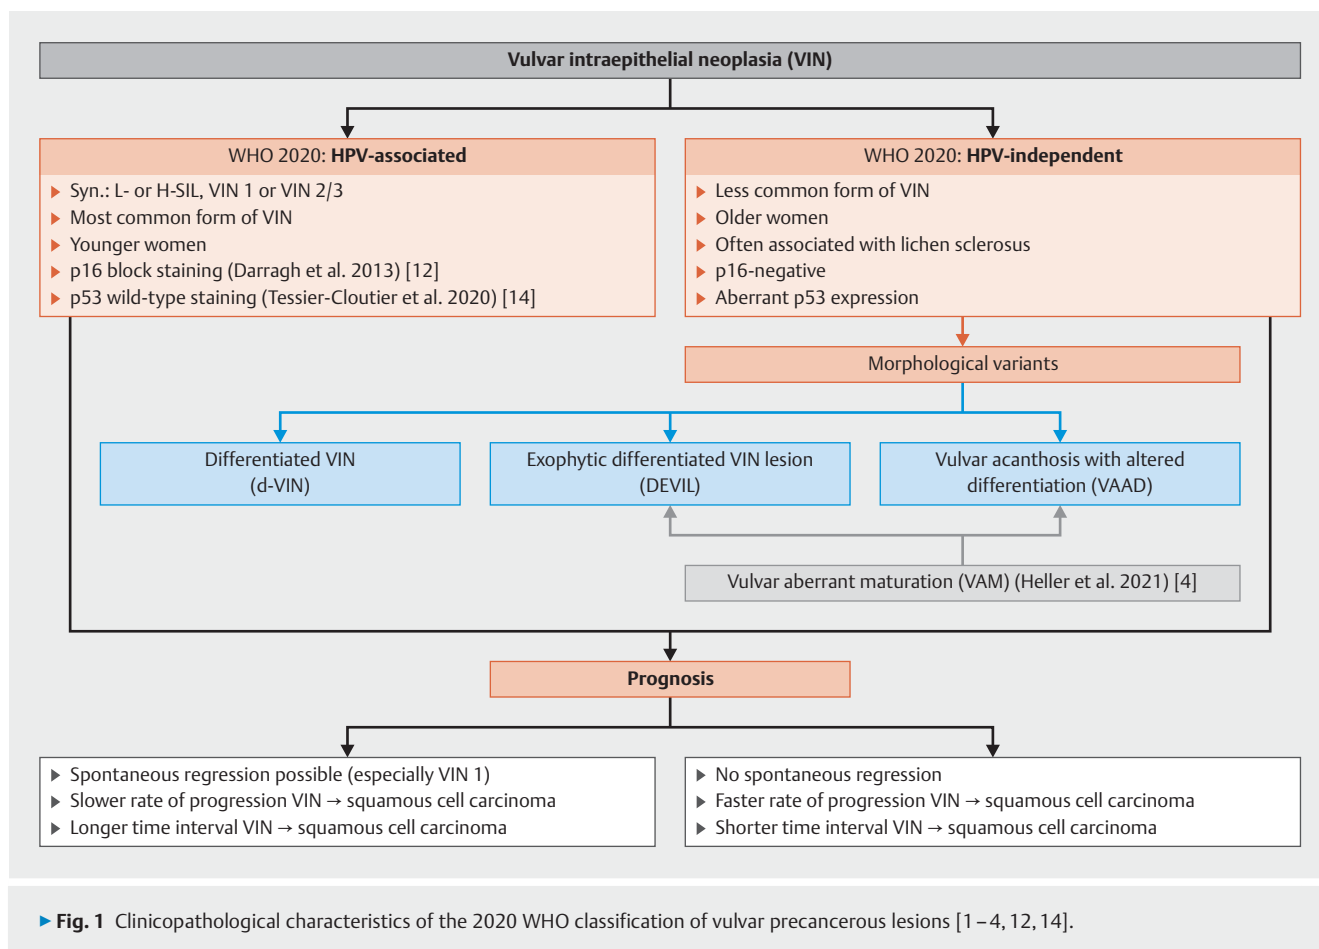 Vulvar intraepithelial neoplasia (VIN)
WHO 2020: HPV-associated
▶ Syn.: L- or H-SIL, VIN 1 or VIN 2/3
▶ Most common form of VIN
▶ Younger women
▶ p16 block staining (Darragh et al. 2013) [12]
▶ p53 wild-type staining (Tessier-Cloutier et al. 2020) [14]
WHO 2020: HPV-independent
▶ Less common form of VIN
▶ Older women
▶ Often associated with lichen sclerosus
▶ p16-negative
▶ Aberrant p53 expression
Morphological variants
Differentiated VIN
(d-VIN)
Exophytic differentiated VIN lesion
(DEVIL)
Vulvar acanthosis with altered
differentiation (VAAD)
Vulvar aberrant maturation (VAM) (Heller et al. 2021) [4]
Prognosis
▶ Spontaneous regression possible (especially VIN 1)
▶ Slower rate of progression VIN → squamous cell carcinoma
▶ Longer time interval VIN → squamous cell carcinoma
▶ No spontaneous regression
▶ Faster rate of progression VIN → squamous cell carcinoma
▶ Shorter time interval VIN → squamous cell carcinoma
▶ Fig. 1 Clinicopathological characteristics of the 2020 WHO classification of vulvar precancerous lesions [1–4, 12, 14].